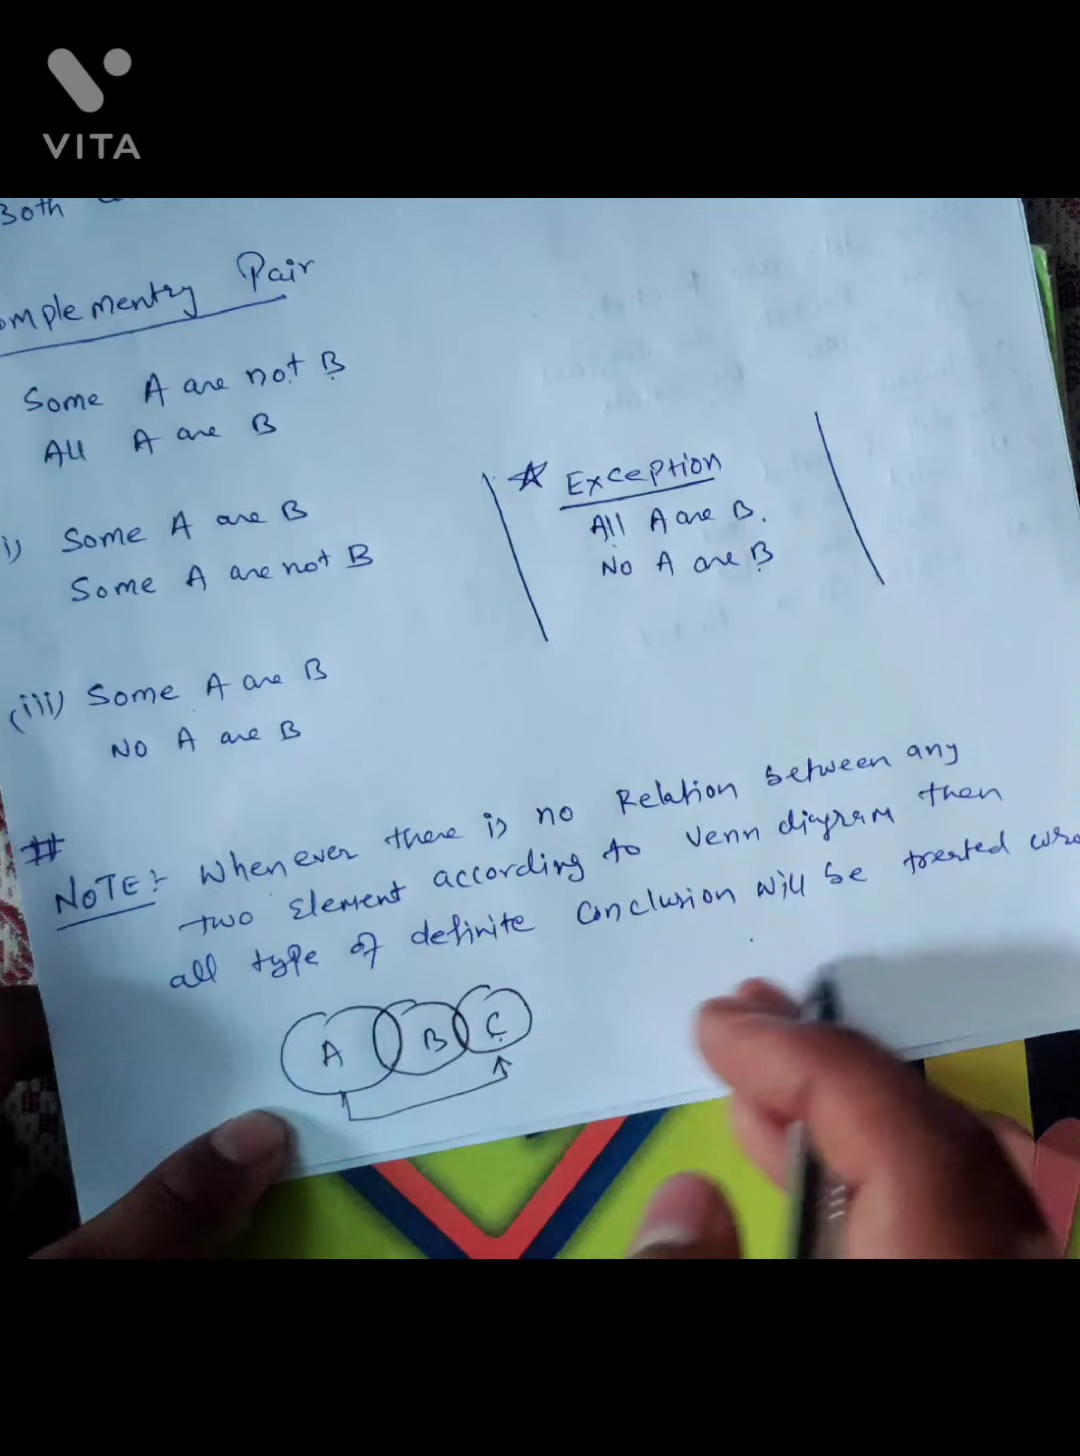 VITA
Both
omplementry Pair
Some A are not B
All A are B
i) Some A are B
Some A are not B
Exception
All A are B.
No A are B
(iii) Some A are B
No A are B
#
NOTE:- Whenever there is no Relation between any
two Element according to Venn diagram then
all type of definite conclusion will be treated wro
A B C